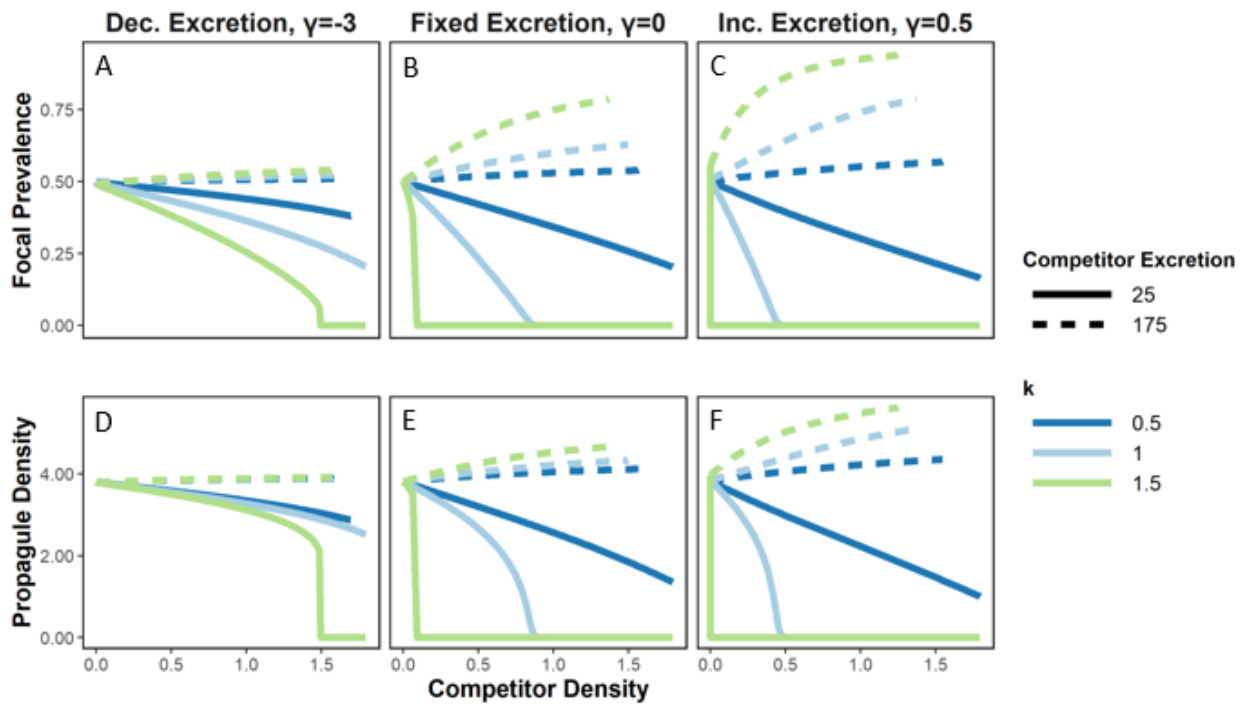 Dec. Excretion, γ=-3 Fixed Excretion, γ=0 Inc. Excretion, γ=0.5
A B C
Focal Prevalence
0.75
0.50
0.25
0.00
D E F
Propagule Density
4.00
2.00
0.00
0.0 0.5 1.0 1.5 0.0 0.5 1.0 1.5 0.0 0.5 1.0 1.5
Competitor Density
Competitor Excretion
25
175
k
0.5
1
1.5